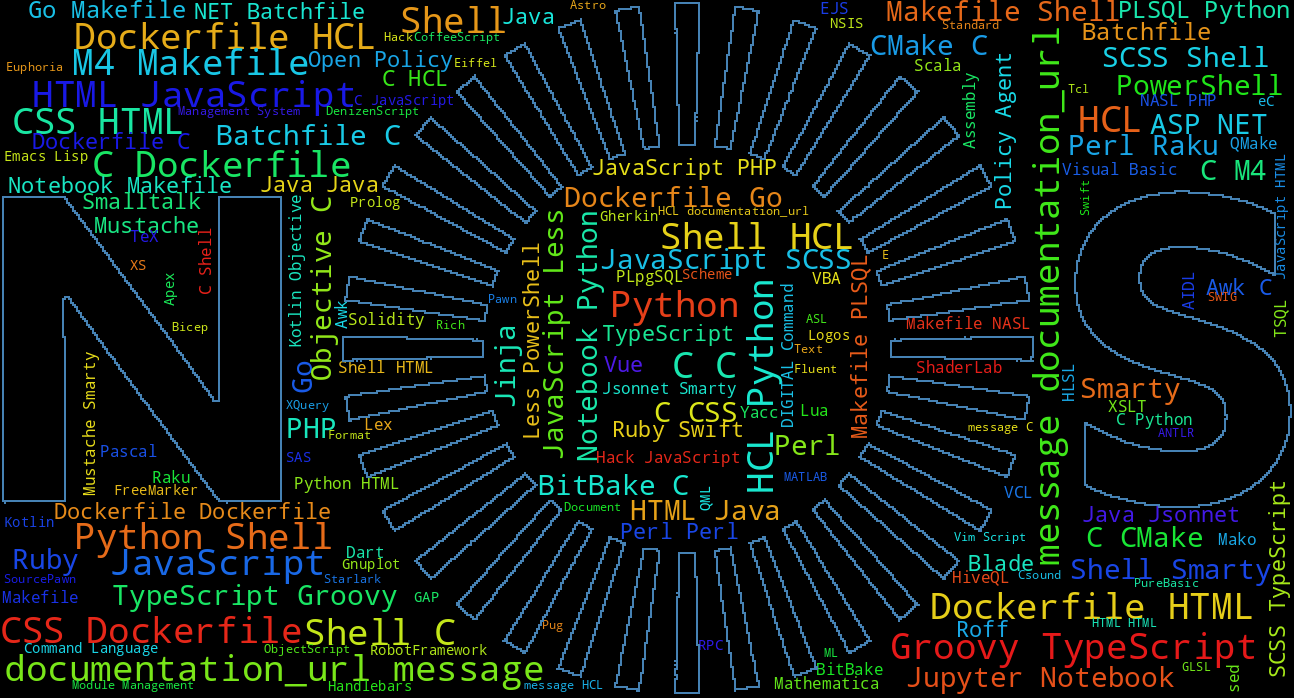 Go Makefile
NET Batchfile
Shell
Java
Astro
EJS
NSIS
Makefile Shell
Standard
PLSQL Python
Dockerfile HCL
Hack
CoffeeScript
CMake C
Batchfile
Euphoria
M4 Makefile
Open Policy
Eiffel
Scala
SCSS Shell
C HCL
Assembly
Policy Agent
message documentation_url
Tcl
PowerShell
HTML JavaScript
C JavaScript
NASL PHP
eC
Management System
DenizenScript
CSS HTML
HCL
ASP NET
Dockerfile C
Batchfile C
Perl Raku
QMake
Emacs Lisp
C Dockerfile
JavaScript PHP
Visual Basic
C M4
JavaScript HTML
Notebook Makefile
Java Java
Dockerfile Go
Swift
Smalltalk
Prolog
Gherkin
HCL documentation_url
Mustache
TeX
C Shell
Kotlin Objective
Objective C
JavaScript Less
Notebook Python
Shell HCL
Less PowerShell
JavaScript SCSS
E
XS
Apex
PLpgSQL
Scheme
VBA
Makefile PLSQL
AIDL
Awk C
SWIG
Pawn
Python
HCL Python
DIGITAL Command
TSQL
Awk
Solidity
Rich
ASL
Makefile NASL
Bicep
Jinja
TypeScript
Logos
Text
Mustache Smarty
Go
Shell HTML
Vue
C C
Fluent
ShaderLab
HLSL
Jsonnet Smarty
Smarty
XQuery
C CSS
Yacc
Lua
XSLT
PHP
Format
Lex
Ruby Swift
message C
C Python
ANTLR
Pascal
SAS
Hack JavaScript
Perl
Raku
FreeMarker
Python HTML
BitBake C
QML
MATLAB
VCL
SCSS TypeScript
Dockerfile Dockerfile
Document
HTML Java
Java Jsonnet
Kotlin
Python Shell
Perl Perl
Vim Script
C CMake
Mako
Ruby
JavaScript
Dart
Gnuplot
Blade
SourcePawn
Starlark
HiveQL
Csound
Shell Smarty
PureBasic
Makefile
TypeScript Groovy
GAP
Dockerfile HTML
CSS Dockerfile
Shell C
Pug
Roff
HTML HTML
Command Language
ObjectScript
RobotFramework
RPC
ML
Groovy TypeScript
documentation_url message
BitBake
GLSL
sed
Module Management
Handlebars
message HCL
Mathematica
Jupyter Notebook